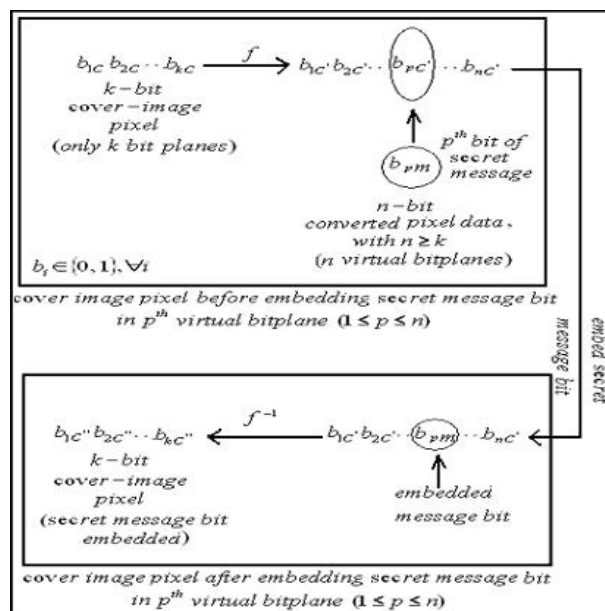 b₁C b₂C ·· bₖC f b₁C' b₂C' ·· bₚC' ·· bₙC'
k-bit
cover-image
pixel
(only k bit planes)
pᵗʰ bit of
secret
message
bₚm
n-bit
converted pixel data,
with n ≥ k
(n virtual bitplanes)
bᵢ ∈ {0, 1}, ∀i
cover image pixel before embedding secret message bit
in pᵗʰ virtual bitplane (1 ≤ p ≤ n)
embed secret
message bit
b₁C'' b₂C'' ·· bₖC'' f⁻¹ b₁C' b₂C' ·· bₚm ·· bₙC'
k-bit
cover-image
pixel
(secret message bit
embedded)
embedded
message bit
cover image pixel after embedding secret message bit
in pᵗʰ virtual bitplane (1 ≤ p ≤ n)